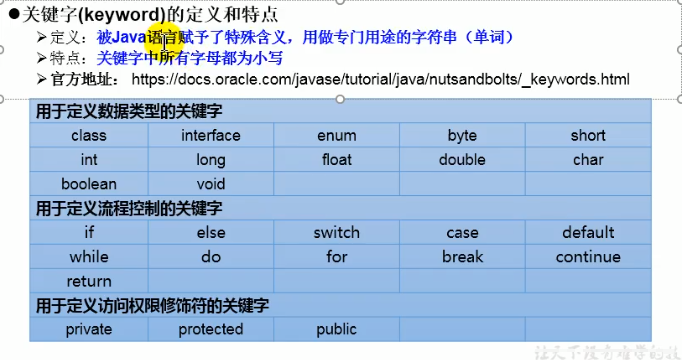 ●关键字(keyword)的定义和特点
➤定义：被Java语言赋予了特殊含义，用做专门用途的字符串（单词）
➤特点：关键字中所有字母都为小写
➤官方地址： https://docs.oracle.com/javase/tutorial/java/nutsandbolts/_keywords.html
用于定义数据类型的关键字
class interface enum byte short
int long float double char
boolean void
用于定义流程控制的关键字
if else switch case default
while do for break continue
return
用于定义访问权限修饰符的关键字
private protected public
让天下没有难学的技